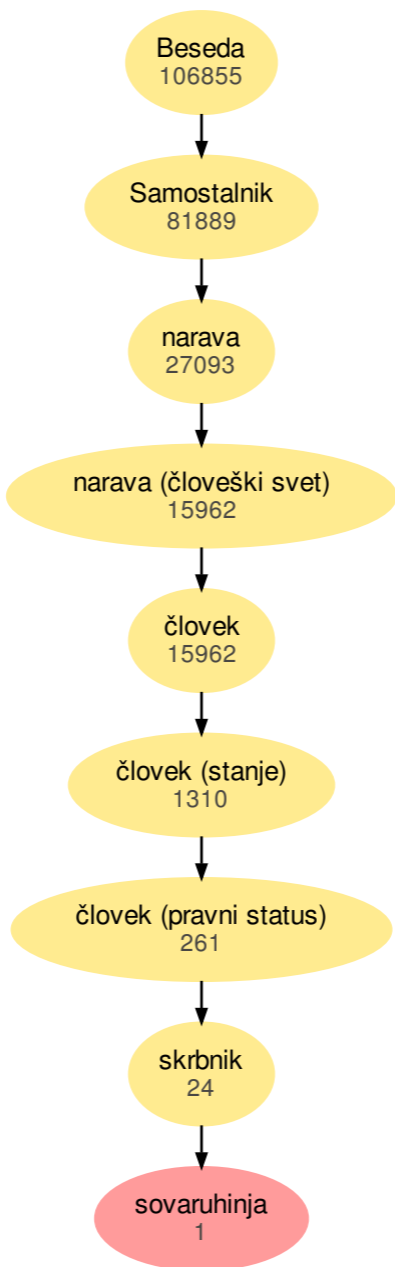 Beseda
106855
Samostalnik
81889
narava
27093
narava (človeški svet)
15962
človek
15962
človek (stanje)
1310
človek (pravni status)
261
skrbnik
24
sovaruhinja
1